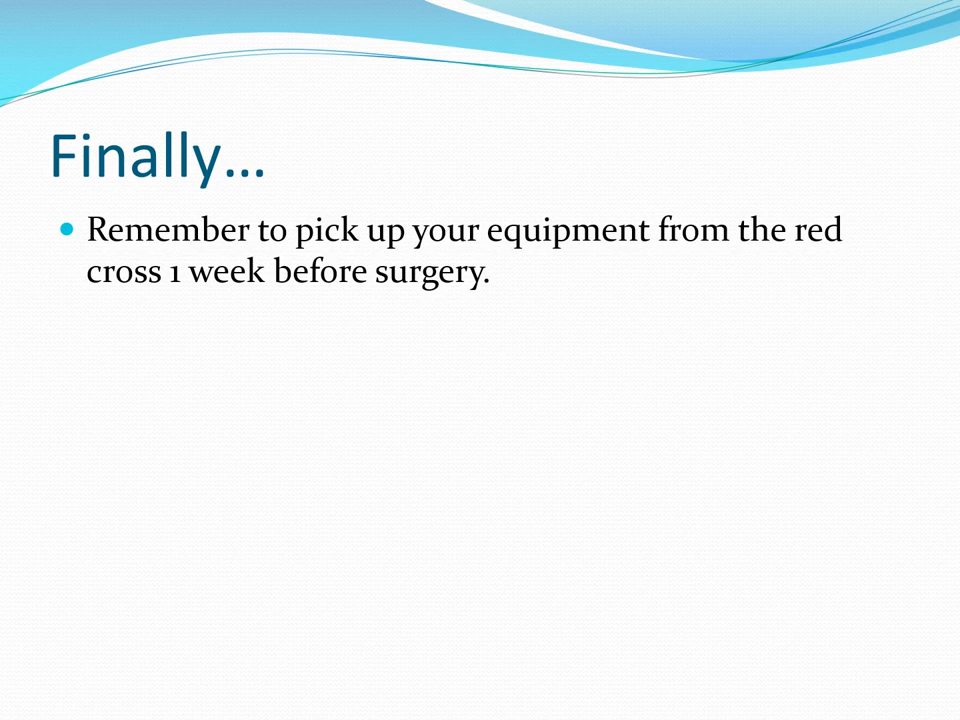 Finally…
• Remember to pick up your equipment from the red
cross 1 week before surgery.